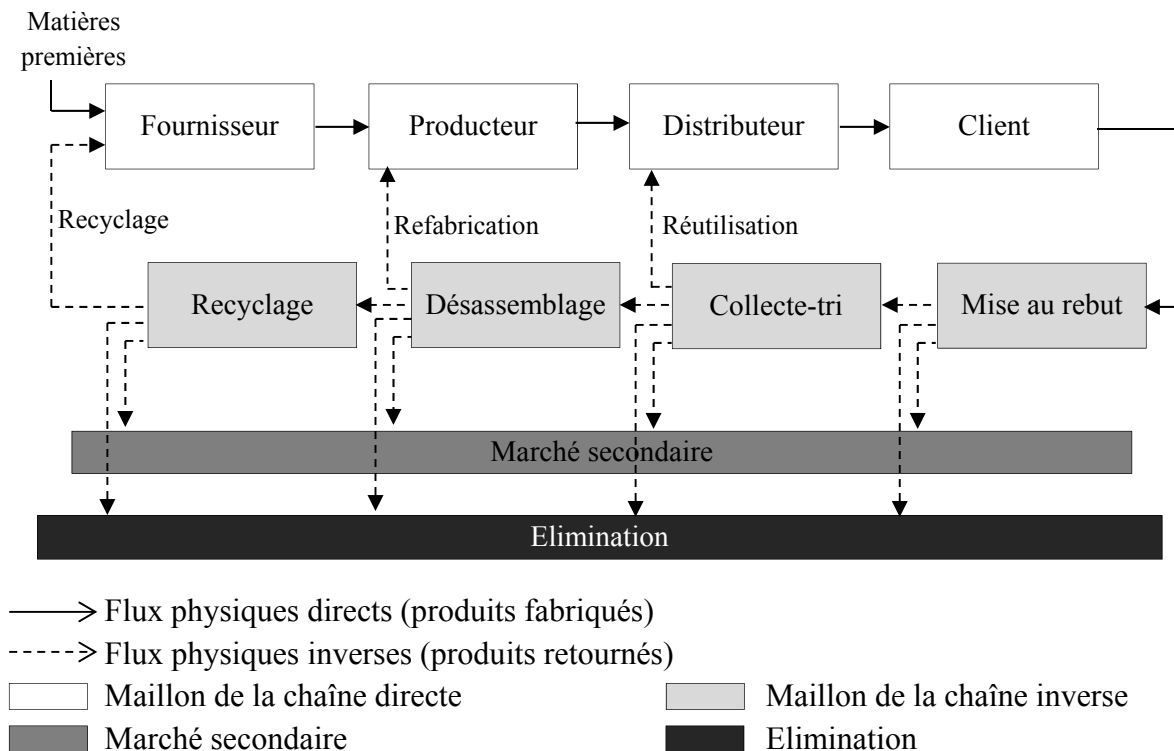 Matières
premières
Fournisseur
Producteur
Distributeur
Client
Recyclage
Refabrication
Réutilisation
Recyclage
Désassemblage
Collecte-tri
Mise au rebut
Marché secondaire
Elimination
Flux physiques directs (produits fabriqués)
Flux physiques inverses (produits retournés)
Maillon de la chaîne directe
Maillon de la chaîne inverse
Marché secondaire
Elimination